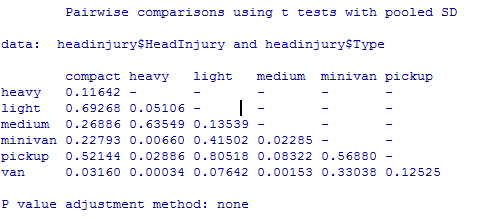 Pairwise comparisons using t tests with pooled SD
data:  headinjury$HeadInjury and headinjury$Type
        compact heavy   light   medium  minivan pickup
heavy   0.11642 -       -       -       -       -
light   0.69268 0.05106 -       -       -       -
medium  0.26886 0.63549 0.13539 -       -       -
minivan 0.22793 0.00660 0.41502 0.02285 -       -
pickup  0.52144 0.02886 0.80518 0.08322 0.56880 -
van     0.03160 0.00034 0.07642 0.00153 0.33038 0.12525
P value adjustment method: none